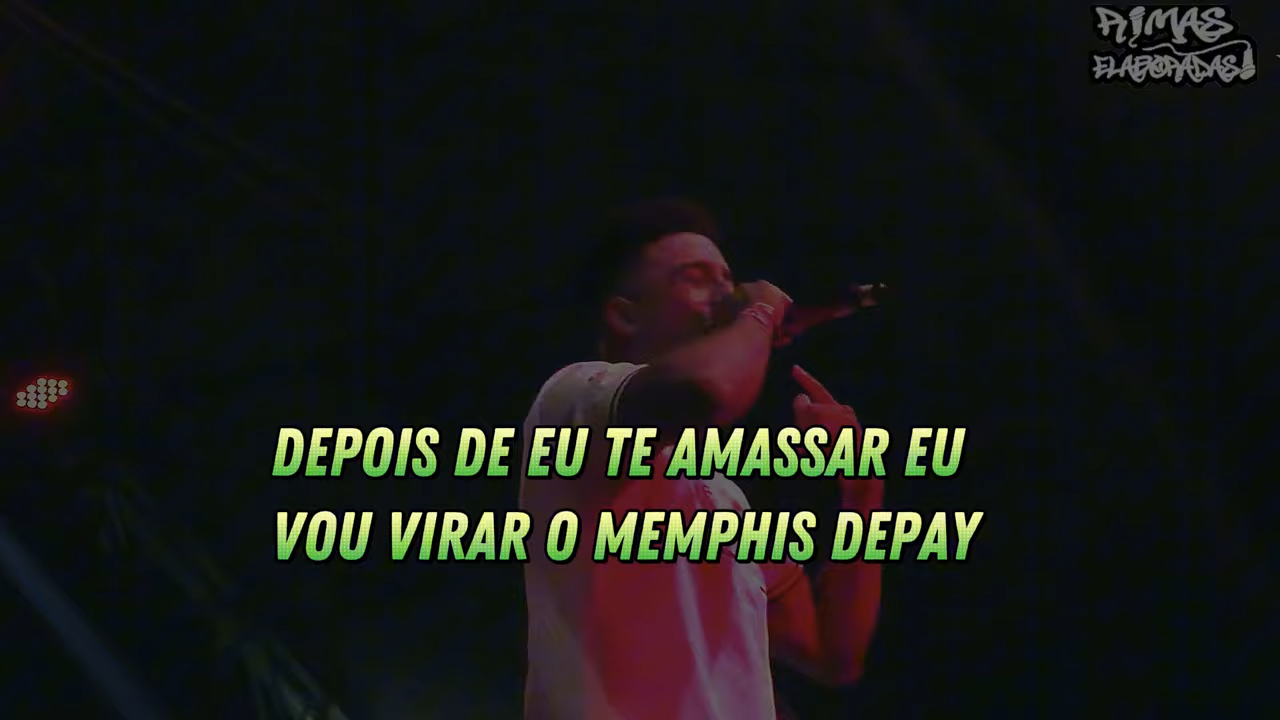 RIMAS
ELABORADAS
DEPOIS DE EU TE AMASSAR EU
VOU VIRAR O MEMPHIS DEPAY